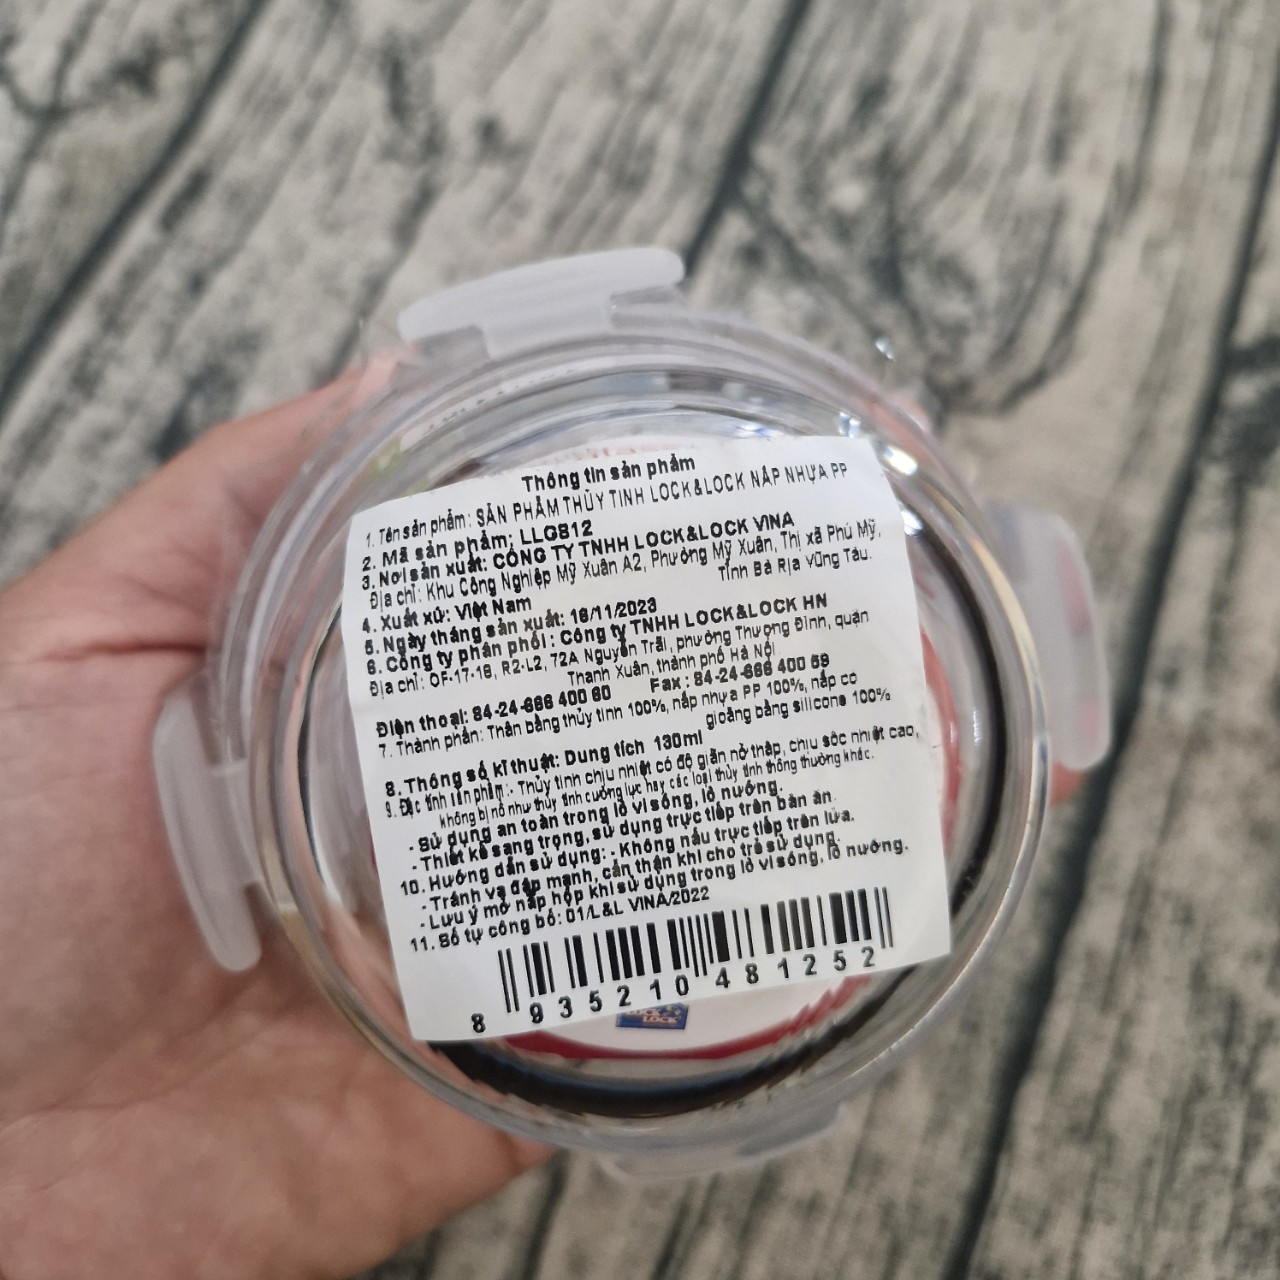 Thông tin sản phẩm
1. Tên sản phẩm: SẢN PHẨM THỦY TINH LOCK&LOCK NẮP NHỰA PP
2. Mã sản phẩm: LLG812
3. Nơi sản xuất: CÔNG TY TNHH LOCK&LOCK VINA
Địa chỉ: Khu Công Nghiệp Mỹ Xuân A2, Phường Mỹ Xuân, Thị xã Phú Mỹ,
Tỉnh Bà Rịa Vũng Tàu.
4. Xuất xứ: Việt Nam
5. Ngày tháng sản xuất: 16/11/2023
6. Công ty phân phối: Công ty TNHH LOCK&LOCK HN
Địa chỉ: OF-17-18, R2-L2, 72A Nguyễn Trãi, phường Thượng Đình, quận
Thanh Xuân, thành phố Hà Nội
Điện thoại: 84-24-666 400 60 Fax: 84-24-666 400 59
7. Thành phần: Thân bằng thủy tinh 100%, nắp nhựa PP 100%, nắp có
gioăng bằng silicone 100%
8. Thông số kĩ thuật: Dung tích 130ml
9. Đặc tính sản phẩm:- Thủy tinh chịu nhiệt có độ giãn nở thấp, chịu sốc nhiệt cao,
không bị nổ như thủy tinh cường lực hay các loại thủy tinh thông thường khác.
- Sử dụng an toàn trong lò vi sóng, lò nướng.
- Thiết kế sang trọng, sử dụng trực tiếp trên bàn ăn.
10. Hướng dẫn sử dụng: - Không nấu trực tiếp trên lửa.
- Tránh va đập mạnh, cẩn thận khi cho trẻ sử dụng.
- Lưu ý mở nắp hộp khi sử dụng trong lò vi sóng, lò nướng.
11. Số tự công bố: 01/L&L VINA/2022
8 935210 481252
LOCK